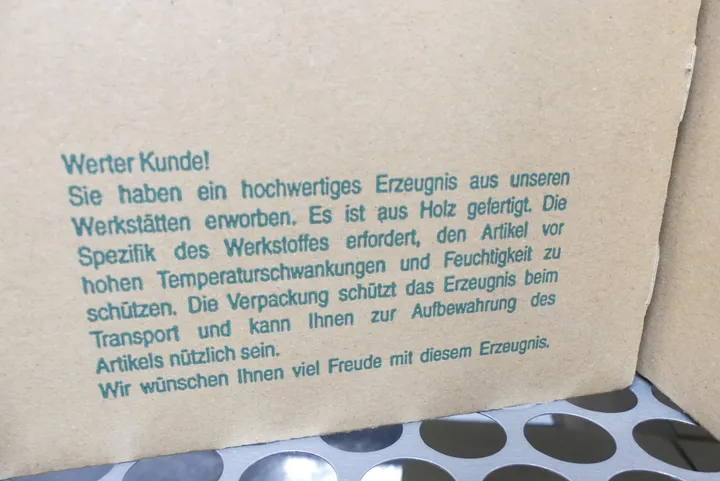 Werter Kunde!
Sie haben ein hochwertiges Erzeugnis aus unseren
Werkstätten erworben. Es ist aus Holz gefertigt. Die
Spezifik des Werkstoffes erfordert, den Artikel vor
hohen Temperaturschwankungen und Feuchtigkeit zu
schützen. Die Verpackung schützt das Erzeugnis beim
Transport und kann Ihnen zur Aufbewahrung des
Artikels nützlich sein.
Wir wünschen Ihnen viel Freude mit diesem Erzeugnis.